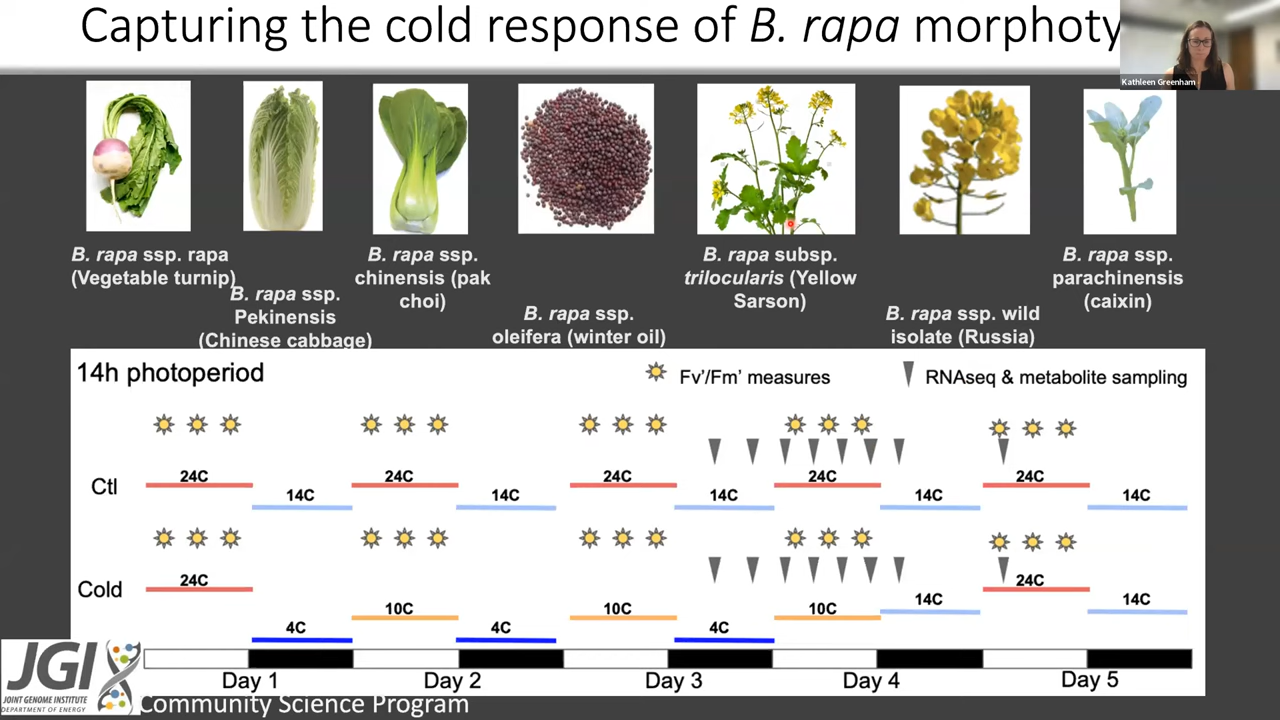 Capturing the cold response of B. rapa morphoty
Kathleen Greenham
B. rapa ssp. rapa
(Vegetable turnip)
B. rapa ssp.
Pekinensis
(Chinese cabbage)
B. rapa ssp.
chinensis (pak
choi)
B. rapa ssp.
oleifera (winter oil)
B. rapa subsp.
trilocularis (Yellow
Sarson)
B. rapa ssp. wild
isolate (Russia)
B. rapa ssp.
parachinensis
(caixin)
14h photoperiod
Fv’/Fm’ measures
RNAseq & metabolite sampling
Ctl
24C
14C
24C
14C
24C
14C
24C
14C
24C
14C
Cold
24C
4C
10C
4C
10C
4C
10C
14C
24C
14C
Day 1
Day 2
Day 3
Day 4
Day 5
JGI
JOINT GENOME INSTITUTE
DEPARTMENT OF ENERGY
Community Science Program